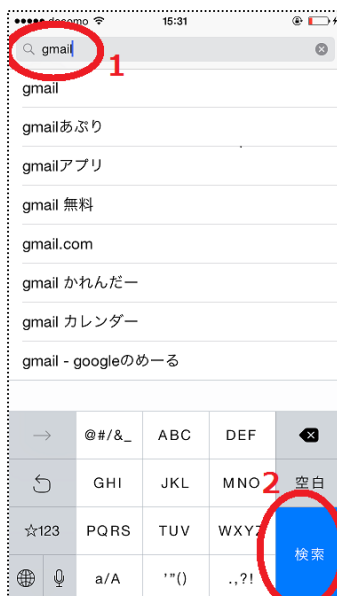 docomo 15:31
gmail
1
gmail
gmailあぷり
gmailアプリ
gmail 無料
gmail.com
gmail かれんだー
gmail カレンダー
gmail - googleのめーる
→ @#/&_ ABC DEF
GHI JKL MNO 2 空白
☆123 PQRS TUV WXYZ
検索
a/A '"() .,?!